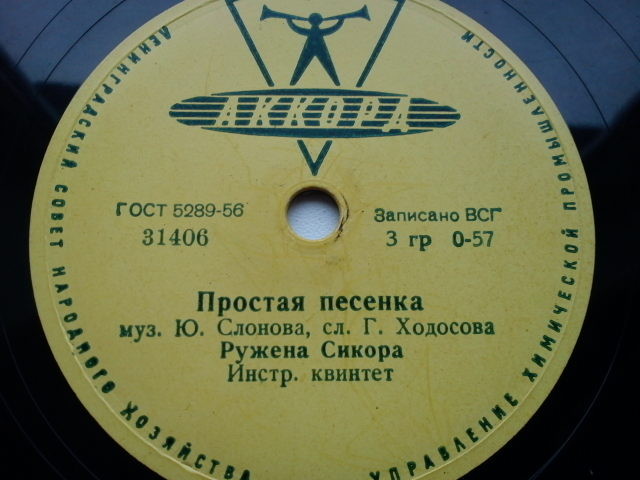 ЛЕНИНГРАДСКИЙ СОВЕТ НАРОДНОГО ХОЗЯЙСТВА
УПРАВЛЕНИЕ ХИМИЧЕСКОЙ ПРОМЫШЛЕННОСТИ
АККОРД
ГОСТ 5289-56
31406
Записано ВСГ
3 гр 0-57
Простая песенка
муз. Ю. Слонова, сл. Г. Ходосова
Ружена Сикора
Инстр. квинтет